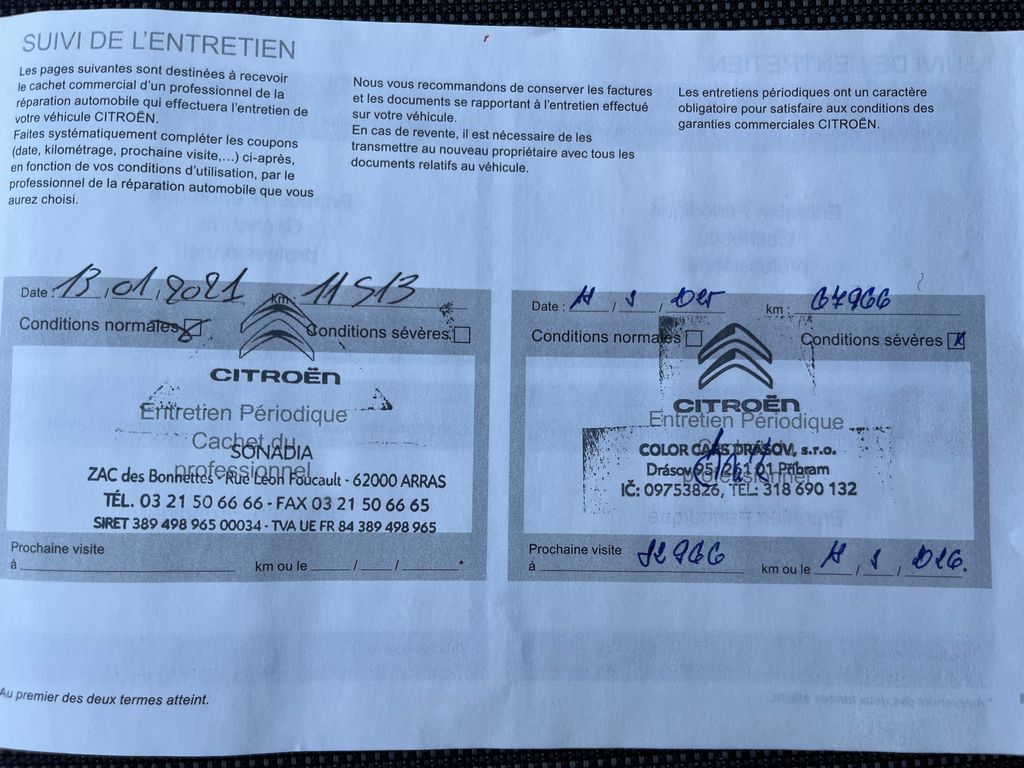 SUIVI DE L'ENTRETIEN
Les pages suivantes sont destinées à recevoir
le cachet commercial d'un professionnel de la
réparation automobile qui effectuera l'entretien de
votre véhicule CITROËN.
Faites systématiquement compléter les coupons
(date, kilométrage, prochaine visite,...) ci-après,
en fonction de vos conditions d'utilisation, par le
professionnel de la réparation automobile que vous
aurez choisi.
Nous vous recommandons de conserver les factures
et les documents se rapportant à l'entretien effectué
sur votre véhicule.
En cas de revente, il est nécessaire de les
transmettre au nouveau propriétaire avec tous les
documents relatifs au véhicule.
Les entretiens périodiques ont un caractère
obligatoire pour satisfaire aux conditions des
garanties commerciales CITROËN.
Date : 13 / 01 / 2021 km : 11513
Conditions normales Conditions sévères
CITROËN
Entretien Périodique
Cachet du
professionnel
SONADIA
ZAC des Bonnettes - Rue Léon Foucault - 62000 ARRAS
TÉL. 03 21 50 66 66 - FAX 03 21 50 66 65
SIRET 389 498 965 00034 - TVA UE FR 84 389 498 965
Prochaine visite
à km ou le / / *
Date : / / km : 67966
Conditions normales Conditions sévères
CITROËN
Entretien Périodique
professionnel
COLOR CARS DRÁSOV, s.r.o.
Drásov 95, 261 01 Příbram
IČ: 09753826, TEL: 318 690 132
Prochaine visite
à km ou le / / *
Au premier des deux termes atteint.